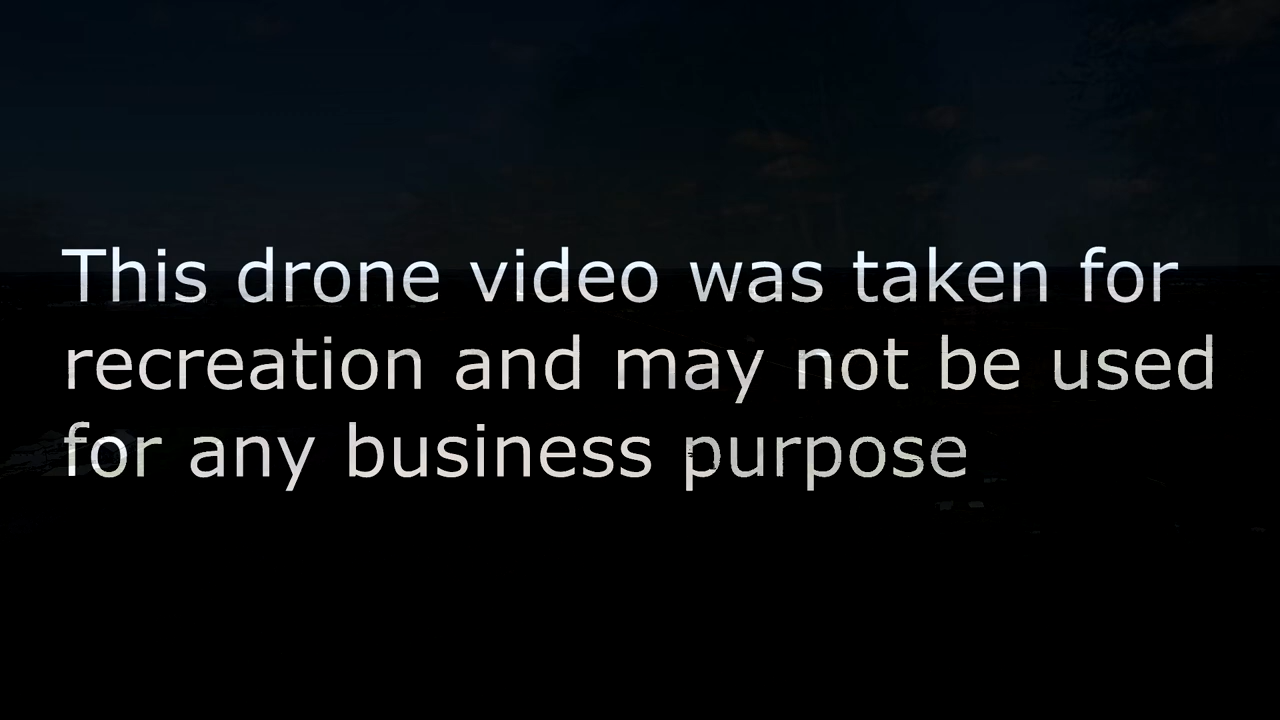 This drone video was taken for
recreation and may not be used
for any business purpose